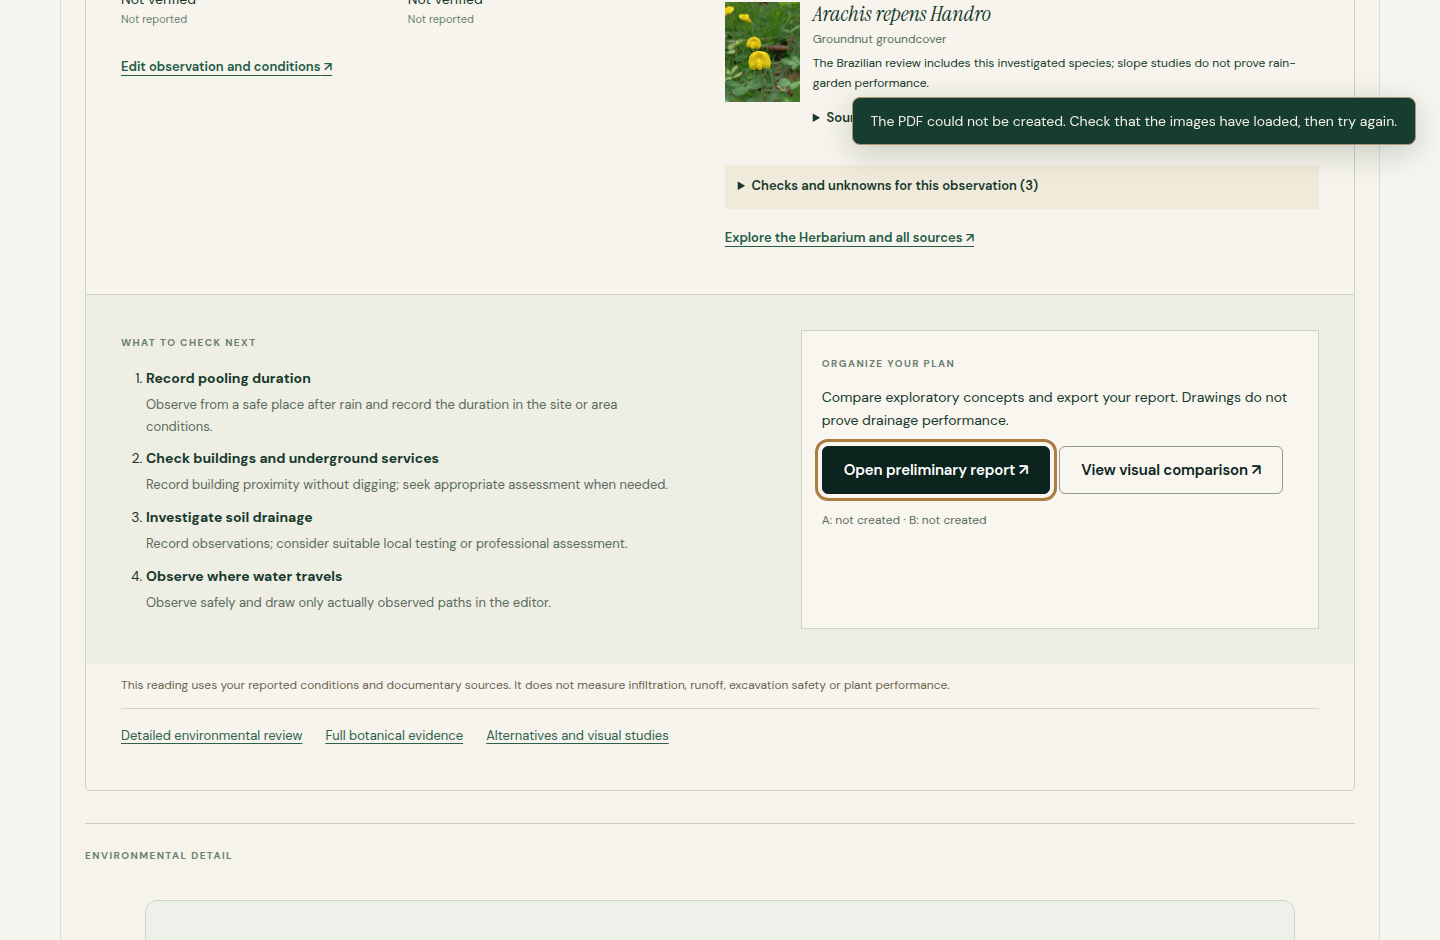 Not verified
Not verified
Not reported
Not reported
Edit observation and conditions ↗
Arachis repens Handro
Groundnut groundcover
The Brazilian review includes this investigated species; slope studies do not prove rain-
garden performance.
The PDF could not be created. Check that the images have loaded, then try again.
Checks and unknowns for this observation (3)
Explore the Herbarium and all sources ↗
WHAT TO CHECK NEXT
1. Record pooling duration
Observe from a safe place after rain and record the duration in the site or area
conditions.
2. Check buildings and underground services
Record building proximity without digging; seek appropriate assessment when needed.
3. Investigate soil drainage
Record observations; consider suitable local testing or professional assessment.
4. Observe where water travels
Observe safely and draw only actually observed paths in the editor.
ORGANIZE YOUR PLAN
Compare exploratory concepts and export your report. Drawings do not
prove drainage performance.
Open preliminary report ↗
View visual comparison ↗
A: not created · B: not created
This reading uses your reported conditions and documentary sources. It does not measure infiltration, runoff, excavation safety or plant performance.
Detailed environmental review
Full botanical evidence
Alternatives and visual studies
ENVIRONMENTAL DETAIL